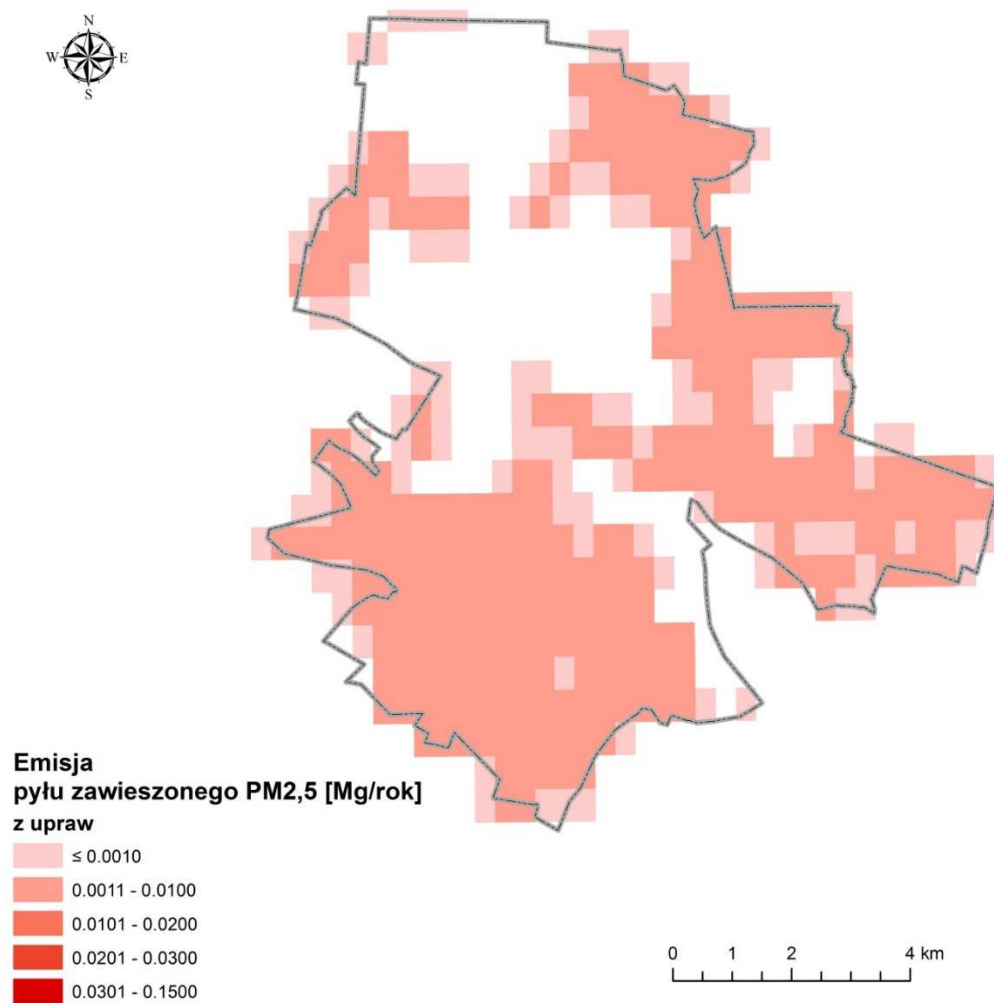 N
W E
S
Emisja
pyłu zawieszonego PM2,5 [Mg/rok]
z upraw
≤ 0.0010
0.0011 - 0.0100
0.0101 - 0.0200
0.0201 - 0.0300
0.0301 - 0.1500
0 1 2 4 km